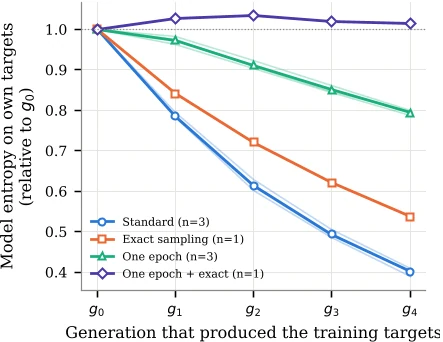 Model entropy on own targets
(relative to g₀)
1.0
0.9
0.8
0.7
0.6
0.5
0.4
Standard (n=3)
Exact sampling (n=1)
One epoch (n=3)
One epoch + exact (n=1)
g₀ g₁ g₂ g₃ g₄
Generation that produced the training targets